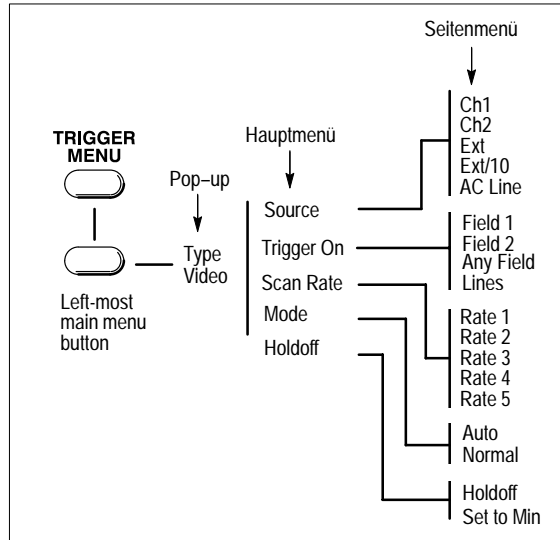 Seitenmenü
Ch1
Ch2
Ext
Ext/10
AC Line
TRIGGER
MENU
Hauptmenü
Pop-up
Source
Trigger On
Scan Rate
Mode
Holdoff
Type
Video
Left-most
main menu
button
Field 1
Field 2
Any Field
Lines
Rate 1
Rate 2
Rate 3
Rate 4
Rate 5
Auto
Normal
Holdoff
Set to Min